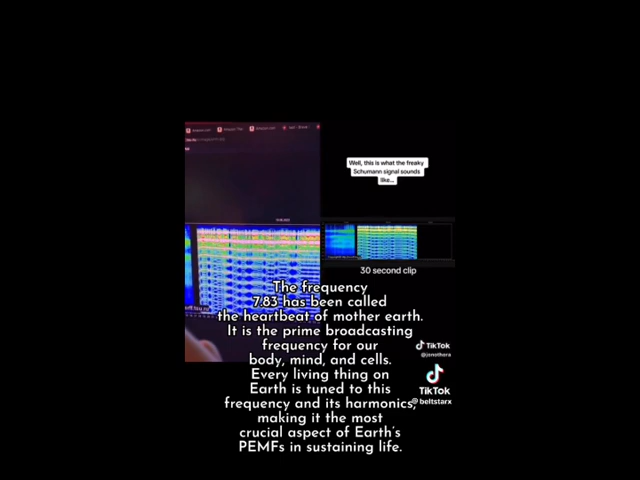 Well, this is what the freaky
Schumann signal sounds
like...
30 second clip
The frequency
7.83 has been called
the heartbeat of mother earth.
It is the prime broadcasting
frequency for our
body, mind, and cells.
Every living thing on
Earth is tuned to this
frequency and its harmonics,
making it the most
crucial aspect of Earth's
PEMFs in sustaining life.
TikTok
@jonothora
TikTok
@beltstarx